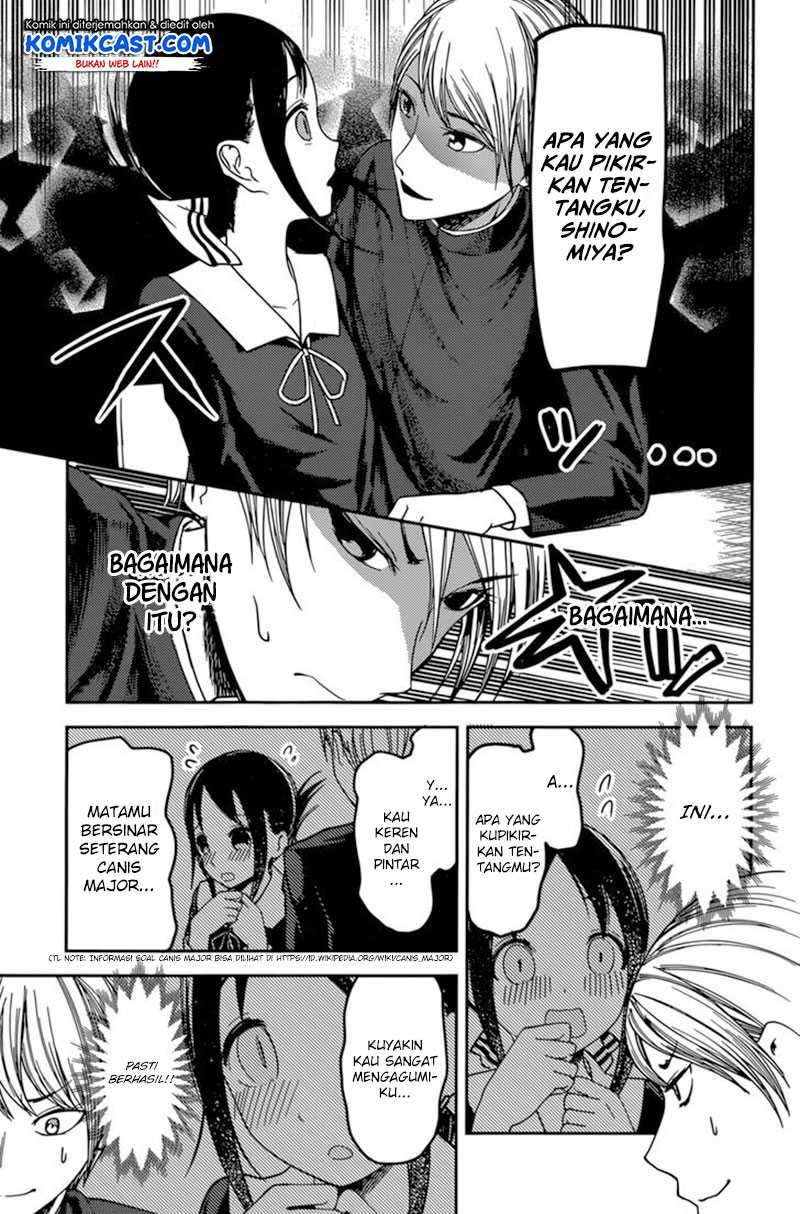 Komik ini diterjemahkan & diedit oleh
KOMIKCAST.COM
BUKAN WEB LAIN!!
APA YANG
KAU PIKIR-
KAN TEN-
TANGKU,
SHINO-
MIYA?
スッ
BAGAIMANA...
BAGAIMANA
DENGAN
ITU?
INI...
A...
APA YANG
KUPIKIR-
KAN TEN-
TANGMU?
Y...
YA...
KAU
KEREN
DAN
PINTAR
...
MATAMU
BERSINAR
SETERANG
CANIS
MAJOR...
(TL NOTE: INFORMASI SOAL CANIS MAJOR BISA DILIHAT DI HTTPS://ID.WIKIPEDIA.ORG/WIKI/CANIS_MAJOR)
KUYAKIN
KAU SANGAT
MENGAGUMI-
KU...
PASTI
BERHASIL!!